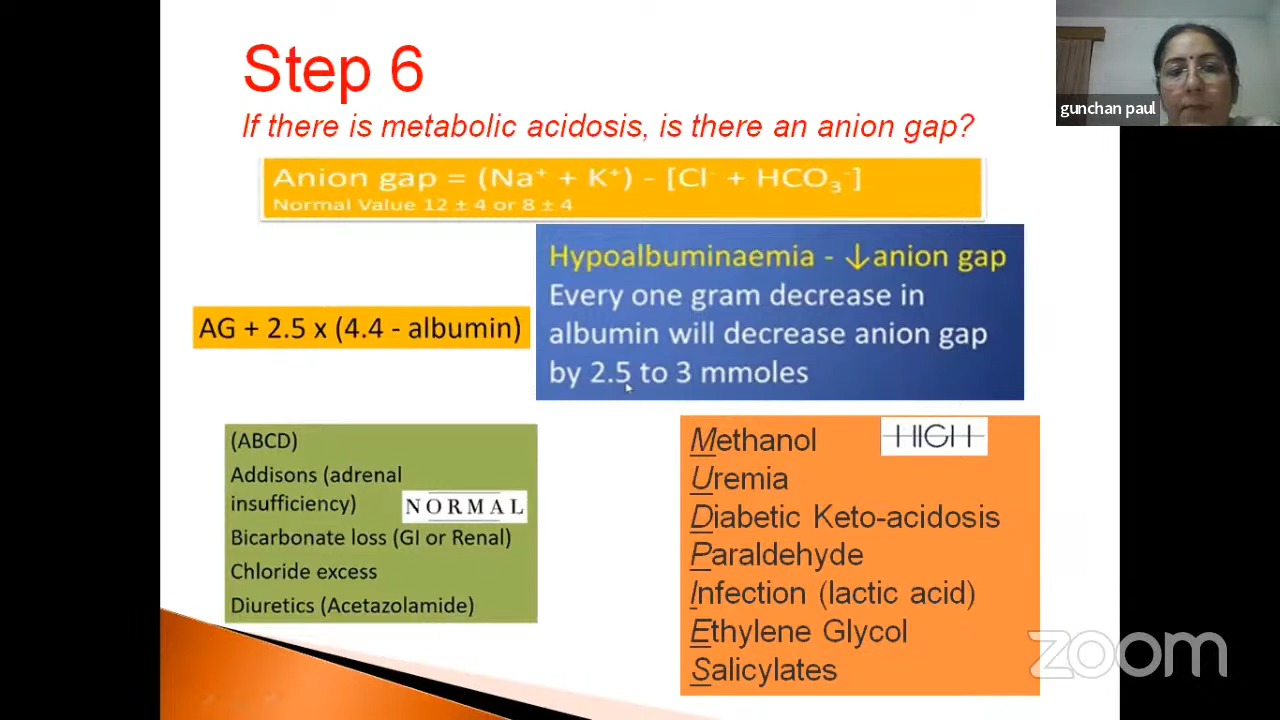 Step 6
If there is metabolic acidosis, is there an anion gap?
Anion gap = (Na⁺ + K⁺) - [Cl⁻ + HCO₃⁻]
Normal Value 12 ± 4 or 8 ± 4
Hypoalbuminaemia - ↓anion gap
Every one gram decrease in
albumin will decrease anion gap
by 2.5 to 3 mmoles
AG + 2.5 x (4.4 - albumin)
(ABCD)
Addisons (adrenal
insufficiency)
NORMAL
Bicarbonate loss (GI or Renal)
Chloride excess
Diuretics (Acetazolamide)
Methanol
HIGH
Uremia
Diabetic Keto-acidosis
Paraldehyde
Infection (lactic acid)
Ethylene Glycol
Salicylates
gunchan paul
zoom